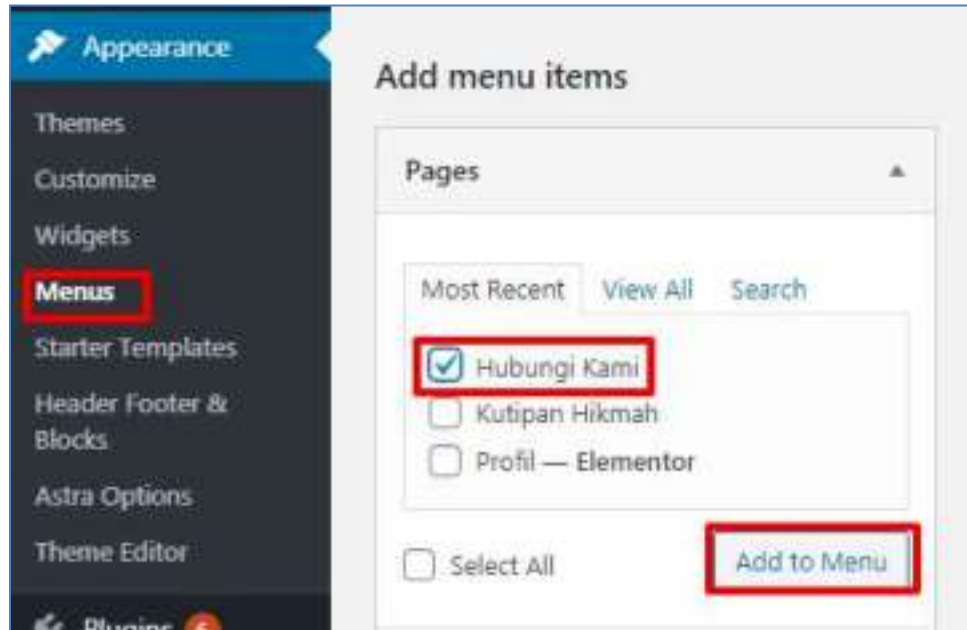 Appearance
Themes
Customize
Widgets
Menus
Starter Templates
Header Footer &
Blocks
Astra Options
Theme Editor
Plugins 6
Add menu items
Pages
Most Recent View All Search
Hubungi Kami
Kutipan Hikmah
Profil — Elementor
Select All
Add to Menu